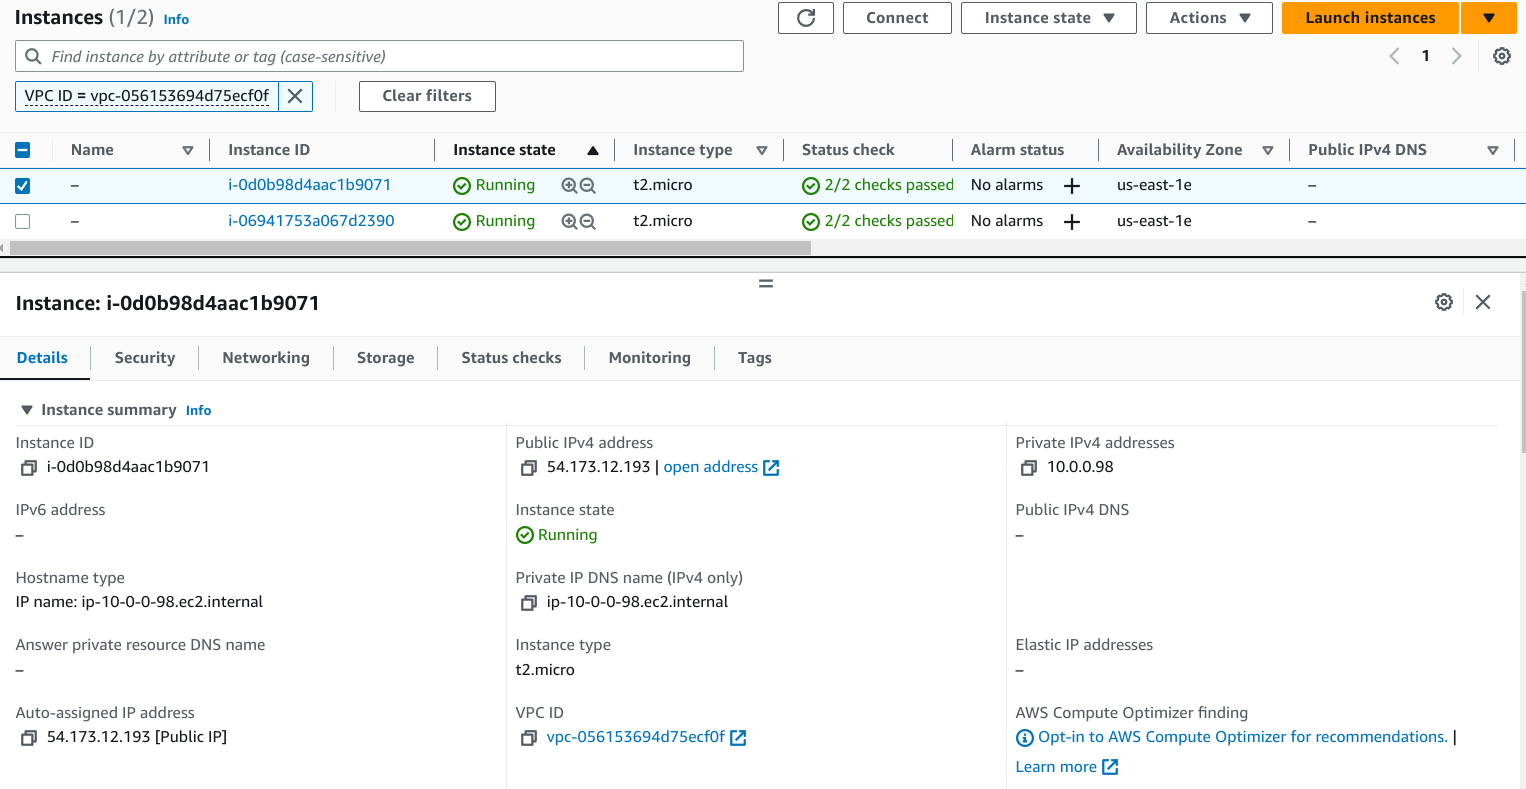 Instances (1/2) Info
Connect
Instance state
Actions
Launch instances
Find instance by attribute or tag (case-sensitive)
1
VPC ID = vpc-056153694d75ecf0f
Clear filters
Name Instance ID Instance state Instance type Status check Alarm status Availability Zone Public IPv4 DNS
– i-0d0b98d4aac1b9071 Running t2.micro 2/2 checks passed No alarms + us-east-1e –
– i-06941753a067d2390 Running t2.micro 2/2 checks passed No alarms + us-east-1e –
Instance: i-0d0b98d4aac1b9071
Details Security Networking Storage Status checks Monitoring Tags
Instance summary Info
Instance ID
i-0d0b98d4aac1b9071
Public IPv4 address
54.173.12.193 | open address
Private IPv4 addresses
10.0.0.98
IPv6 address
–
Instance state
Running
Public IPv4 DNS
–
Hostname type
IP name: ip-10-0-0-98.ec2.internal
Private IP DNS name (IPv4 only)
ip-10-0-0-98.ec2.internal
Answer private resource DNS name
–
Instance type
t2.micro
Elastic IP addresses
–
Auto-assigned IP address
54.173.12.193 [Public IP]
VPC ID
vpc-056153694d75ecf0f
AWS Compute Optimizer finding
Opt-in to AWS Compute Optimizer for recommendations. |
Learn more